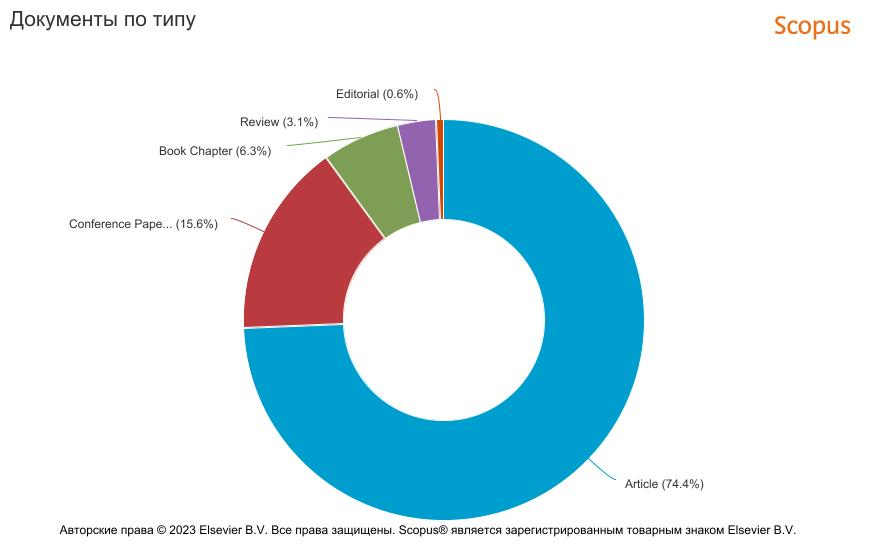 Документы по типу
Scopus
Editorial (0.6%)
Review (3.1%)
Book Chapter (6.3%)
Conference Pape... (15.6%)
Article (74.4%)
Авторские права © 2023 Elsevier B.V. Все права защищены. Scopus® является зарегистрированным товарным знаком Elsevier B.V.